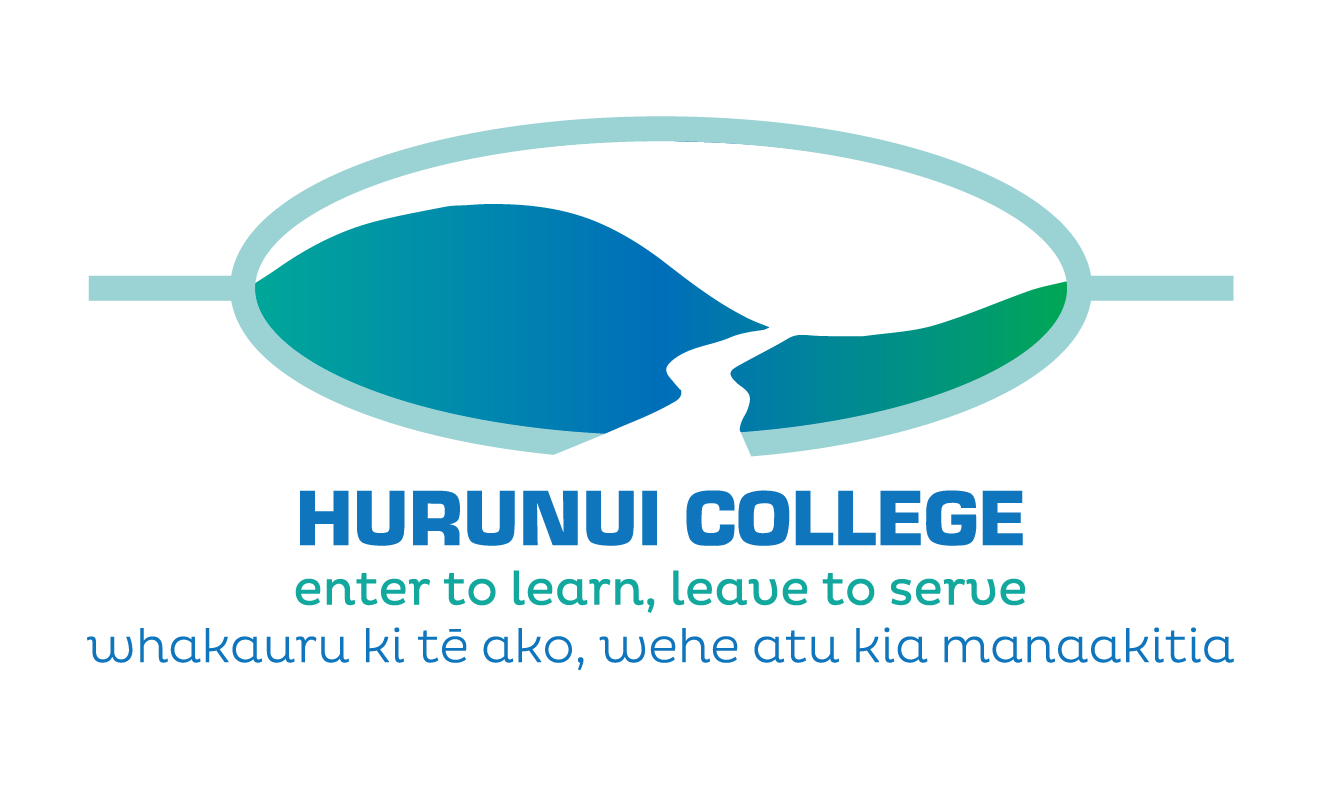 HURUNUI COLLEGE
enter to learn, leave to serve
whakauru ki tē ako, wehe atu kia manaakitia